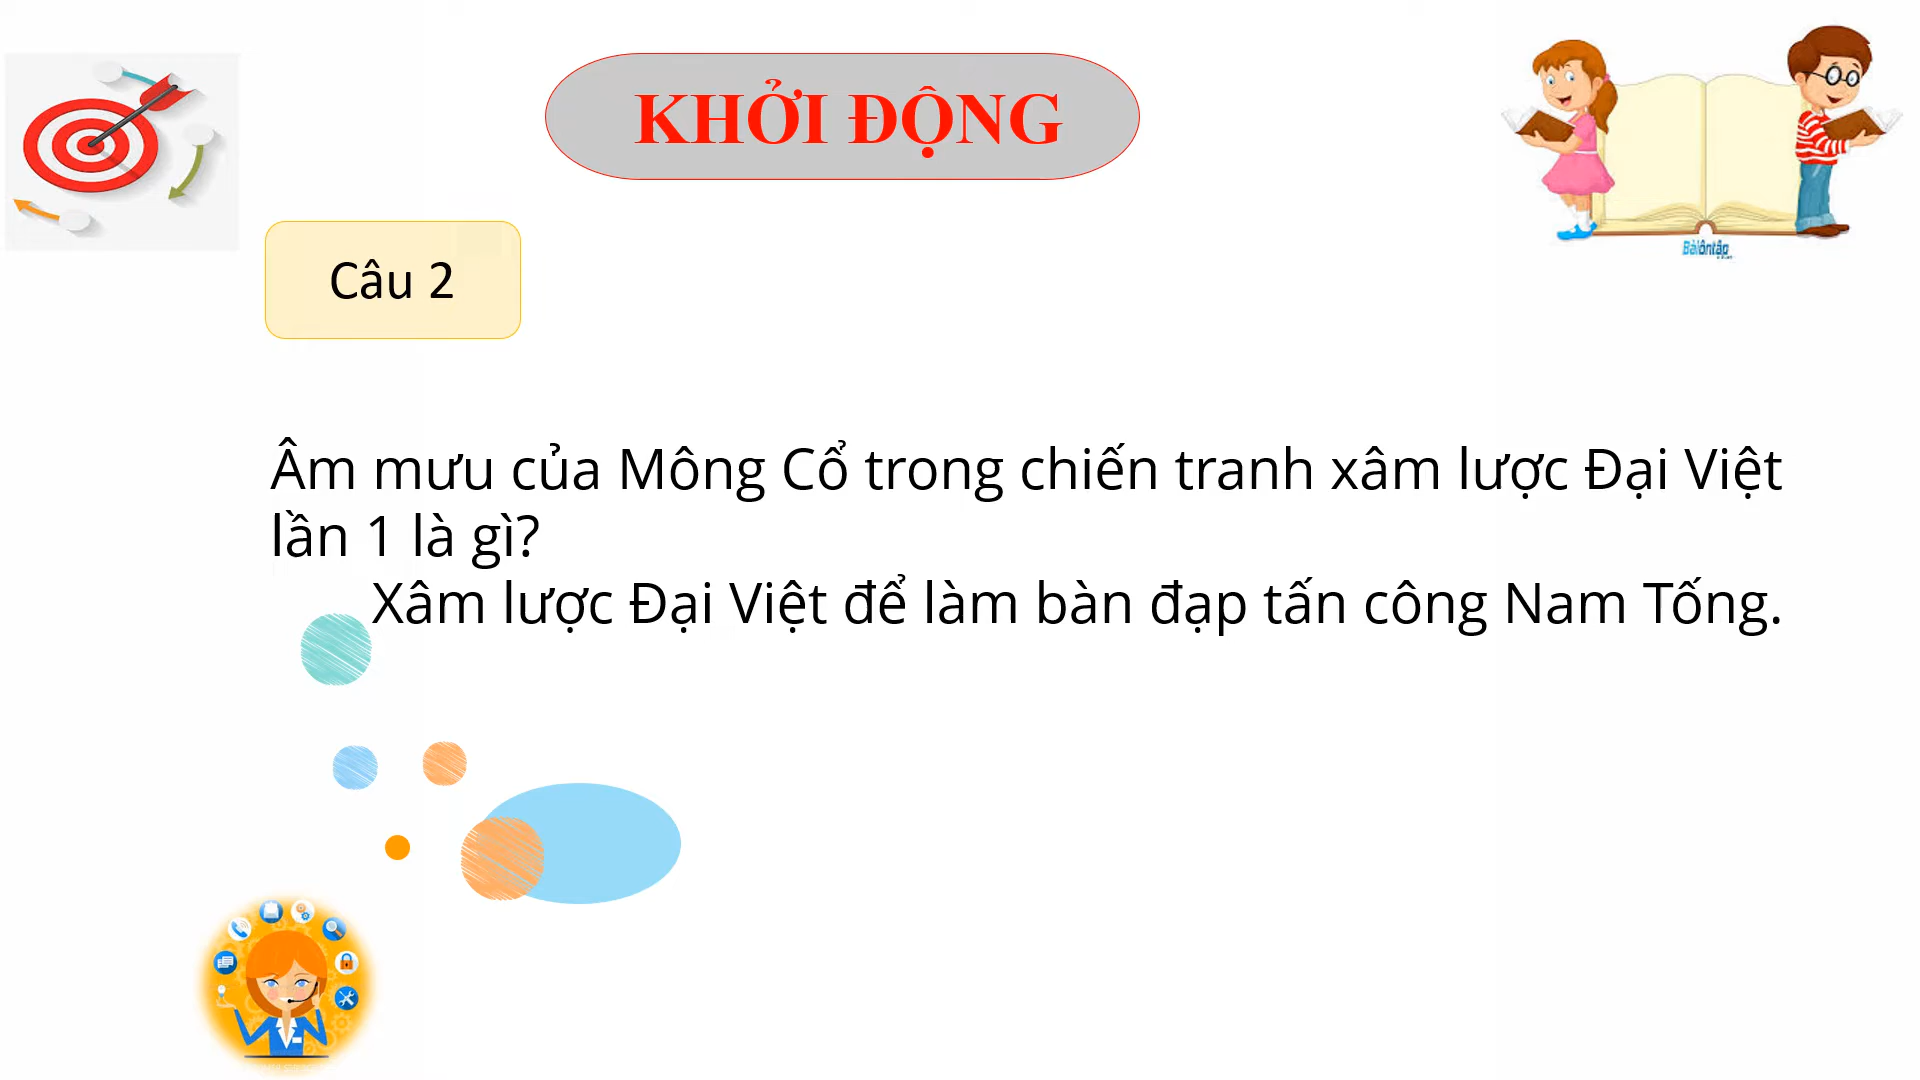 KHỞI ĐỘNG
Câu 2
Âm mưu của Mông Cổ trong chiến tranh xâm lược Đại Việt
lần 1 là gì?
Xâm lược Đại Việt để làm bàn đạp tấn công Nam Tống.
Bàiôntập